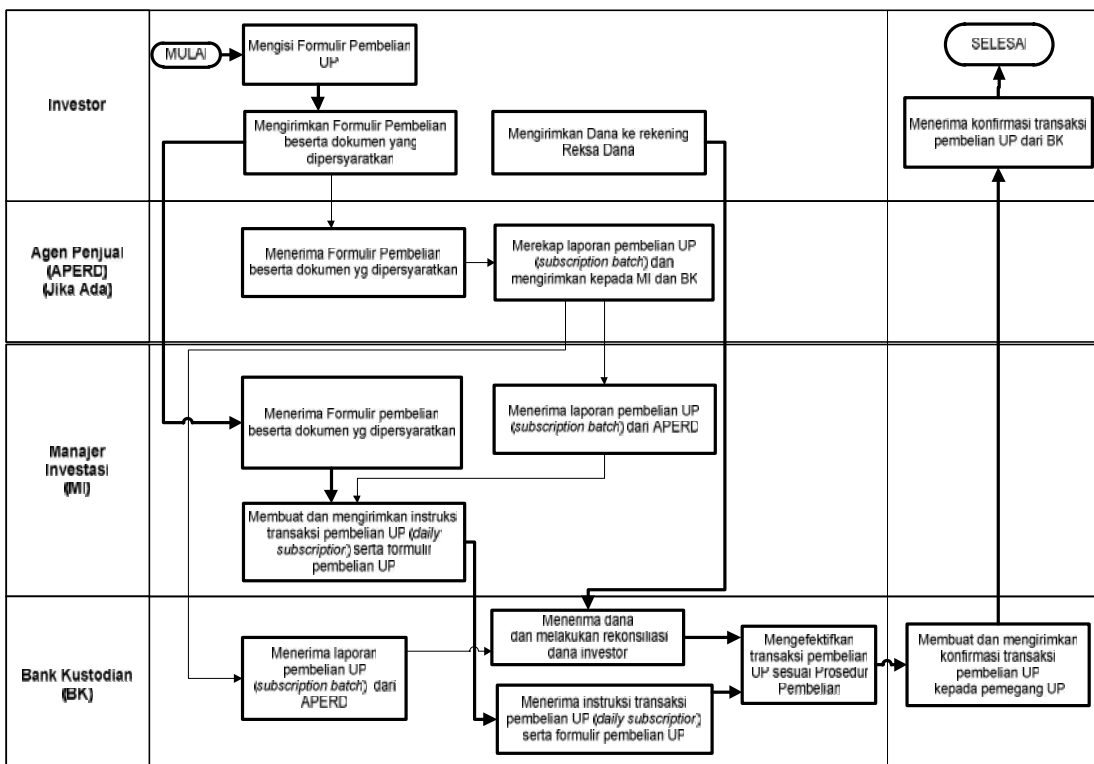 MULAI
Mengisi Formulir Pembelian
UP
SELESAI
Investor
Mengirimkan Formulir Pembelian
beserta dokumen yang
dipersyaratkan
Mengirimkan Dana ke rekening
Reksa Dana
Menerima konfirmasi transaksi
pembelian UP dari BK
Agen Penjual
(APERD)
(Jika Ada)
Menerima Formulir Pembelian
beserta dokumen yg dipersyaratkan
Merekap laporan pembelian UP
(subscription batch) dan
mengirimkan kepada MI dan BK
Manajer
Investasi
(MI)
Menerima Formulir pembelian
beserta dokumen yg dipersyaratkan
Menerima laporan pembelian UP
(subscription batch) dari APERD
Membuat dan mengirimkan instruksi
transaksi pembelian UP (daily
subscription) serta formulir
pembelian UP
Bank Kustodian
(BK)
Menerima laporan
pembelian UP
(subscription batch) dari
APERD
Menerima dana
dan melakukan rekonsiliasi
dana investor
Menerima instruksi transaksi
pembelian UP (daily subscription)
serta formulir pembelian UP
Mengefektifkan
transaksi pembelian
UP sesuai Prosedur
Pembelian
Membuat dan mengirimkan
konfirmasi transaksi
pembelian UP
kepada pemegang UP